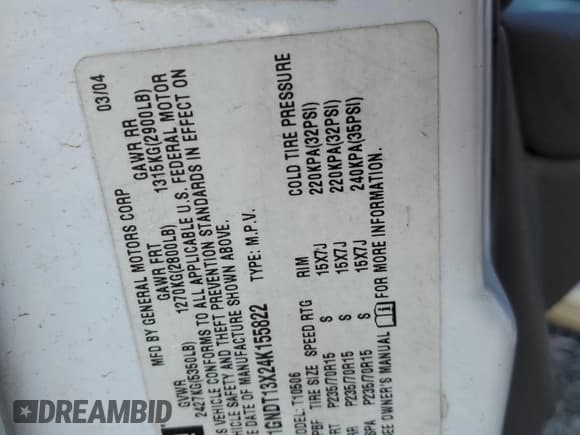 MFD BY GENERAL MOTORS CORP 03/04
GVWR GAWR FRT GAWR RR
2427KG(5350LB) 1270KG(2800LB) 1315KG(2900LB)
VEHICLE CONFORMS TO ALL APPLICABLE U.S. FEDERAL MOTOR
VEHICLE SAFETY AND THEFT PREVENTION STANDARDS IN EFFECT ON
DATE OF MANUFACTURE SHOWN ABOVE.
1GNDT13X24K155822 TYPE: M.P.V.
MODEL: T10506
TIRE SIZE SPEED RTG RIM COLD TIRE PRESSURE
P235/70R15 S 15X7J 220KPA(32PSI)
P235/70R15 S 15X7J 220KPA(32PSI)
P235/70R15 S 15X7J 240KPA(35PSI)
SEE OWNER'S MANUAL FOR MORE INFORMATION.
RIDESAFELY